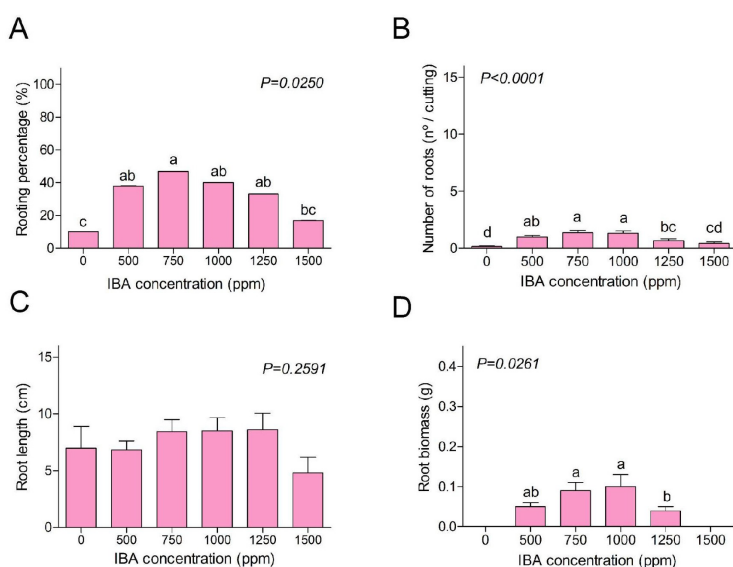 A
Rooting percentage (%)
100
80
60
40
20
0
P=0.0250
c
ab
a
ab
ab
bc
0 500 750 1000 1250 1500
IBA concentration (ppm)
B
Number of roots (nº / cutting)
15
10
5
0
P<0.0001
d
ab
a
a
bc
cd
0 500 750 1000 1250 1500
IBA concentration (ppm)
C
Root length (cm)
15
10
5
0
P=0.2591
0 500 750 1000 1250 1500
IBA concentration (ppm)
D
Root biomass (g)
0.4
0.3
0.2
0.1
0.0
P=0.0261
ab
a
a
b
0 500 750 1000 1250 1500
IBA concentration (ppm)